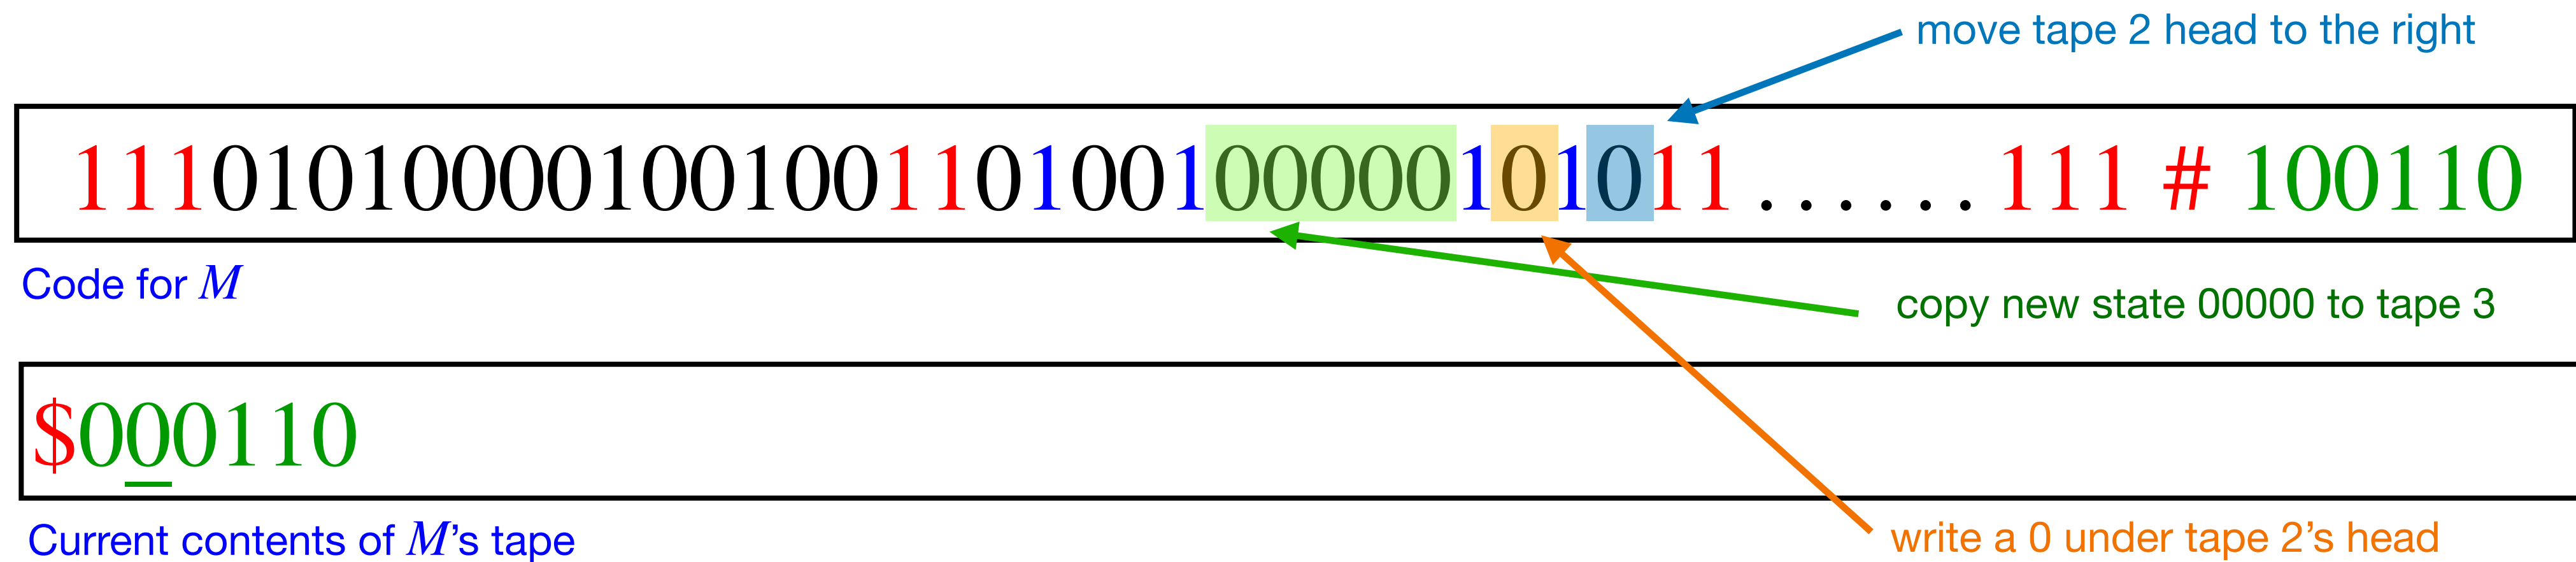 move tape 2 head to the right
11101010000100100110100100000101011 . . . . . . 111 # 100110
Code for M
copy new state 00000 to tape 3
$000110
Current contents of M’s tape
write a 0 under tape 2’s head